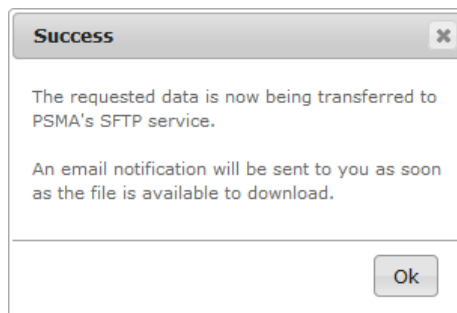 Success
The requested data is now being transferred to
PSMA's SFTP service.
An email notification will be sent to you as soon
as the file is available to download.
Ok